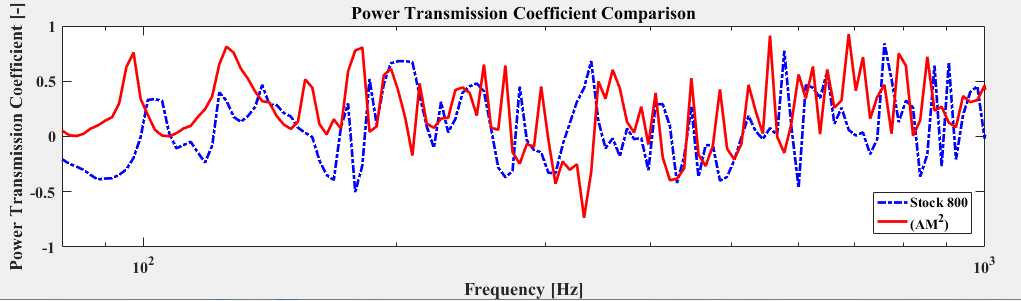 Power Transmission Coefficient Comparison
Power Transmission Coefficient [-]
1
0.5
0
-0.5
-1
Stock 800
(AM²)
10² 10³
Frequency [Hz]